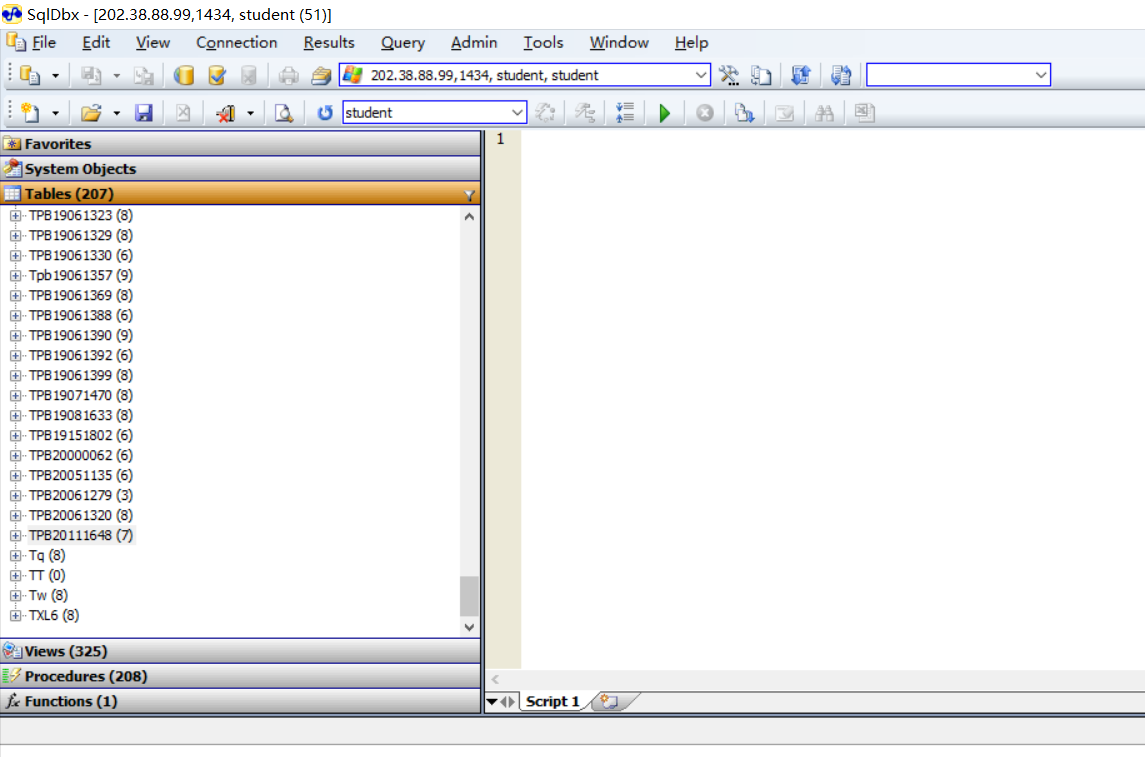 SqlDbx - [202.38.88.99,1434, student (51)]
File Edit View Connection Results Query Admin Tools Window Help
202.38.88.99,1434, student, student
student
Favorites
System Objects
Tables (207)
TPB19061323 (8)
TPB19061329 (8)
TPB19061330 (6)
Tpb19061357 (9)
TPB19061369 (8)
TPB19061388 (6)
TPB19061390 (9)
TPB19061392 (6)
TPB19061399 (8)
TPB19071470 (8)
TPB19081633 (8)
TPB19151802 (6)
TPB20000062 (6)
TPB20051135 (6)
TPB20061279 (3)
TPB20061320 (8)
TPB20111648 (7)
Tq (8)
TT (0)
Tw (8)
TXL6 (8)
Views (325)
Procedures (208)
fx Functions (1)
1
Script 1